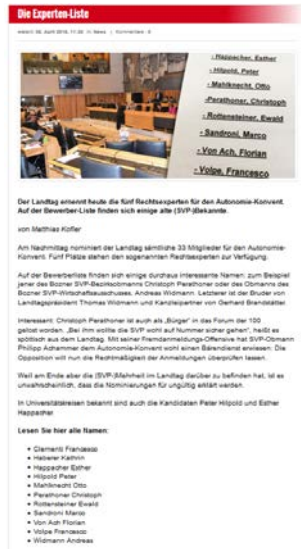 Die Experten-Liste
erstellt: 08. Juni 2016, 11:33 In: News | Kommentare: 0
- Happacher, Esther
- Hilpold, Peter
- Mahlknecht, Otto
-Perathoner, Christoph
- Rottensteiner, Ewald
- Sandroni, Marco
- Von Ach, Florian
- Volpe, Francesco
Der Landtag ernennt heute die fünf Rechtsexperten für den Autonomie-Konvent.
Auf der Bewerber-Liste finden sich einige alte (SVP-)Bekannte.
von Matthias Kofler
Am Nachmittag nominiert der Landtag sämtliche 33 Mitglieder für den Autonomie-
Konvent. Fünf Plätze stehen den sogenannten Rechtsexperten zur Verfügung.
Auf der Bewerberliste finden sich einige durchaus interessante Namen: zum Beispiel
jener des Bozner SVP-Bezirksobmanns Christoph Perathoner oder des Obmanns des
Bozner SVP-Wirtschaftsausschusses, Andreas Widmann. Letzterer ist der Bruder von
Landtagspräsident Thomas Widmann und Kanzleipartner von Gerhard Brandstätter.
Interessant: Christoph Perathoner ist auch als „Bürger" in das Forum der 100
gelost worden. „Bei ihm wollte die SVP wohl auf Nummer sicher gehen", heißt es
spöttisch aus dem Landtag. Mit seiner Fremdanmeldungs-Offensive hat SVP-Obmann
Philipp Achammer dem Autonomie-Konvent wohl einen Bärendienst erwiesen: Die
Opposition will nun die Rechtmäßigkeit der Anmeldungen überprüfen lassen.
Weil am Ende aber die (SVP-)Mehrheit im Landtag darüber zu befinden hat, ist es
unwahrscheinlich, dass die Nominierungen für ungültig erklärt werden.
In Universitätskreisen bekannt sind auch die Kandidaten Peter Hilpold und Esther
Happacher.
Lesen Sie hier alle Namen:
Clementi Francesco
Haberer Kathrin
Happacher Esther
Hilpold Peter
Mahlknecht Otto
Perathoner Christoph
Rottensteiner Ewald
Sandroni Marco
Von Ach Florian
Volpe Francesco
Widmann Andreas